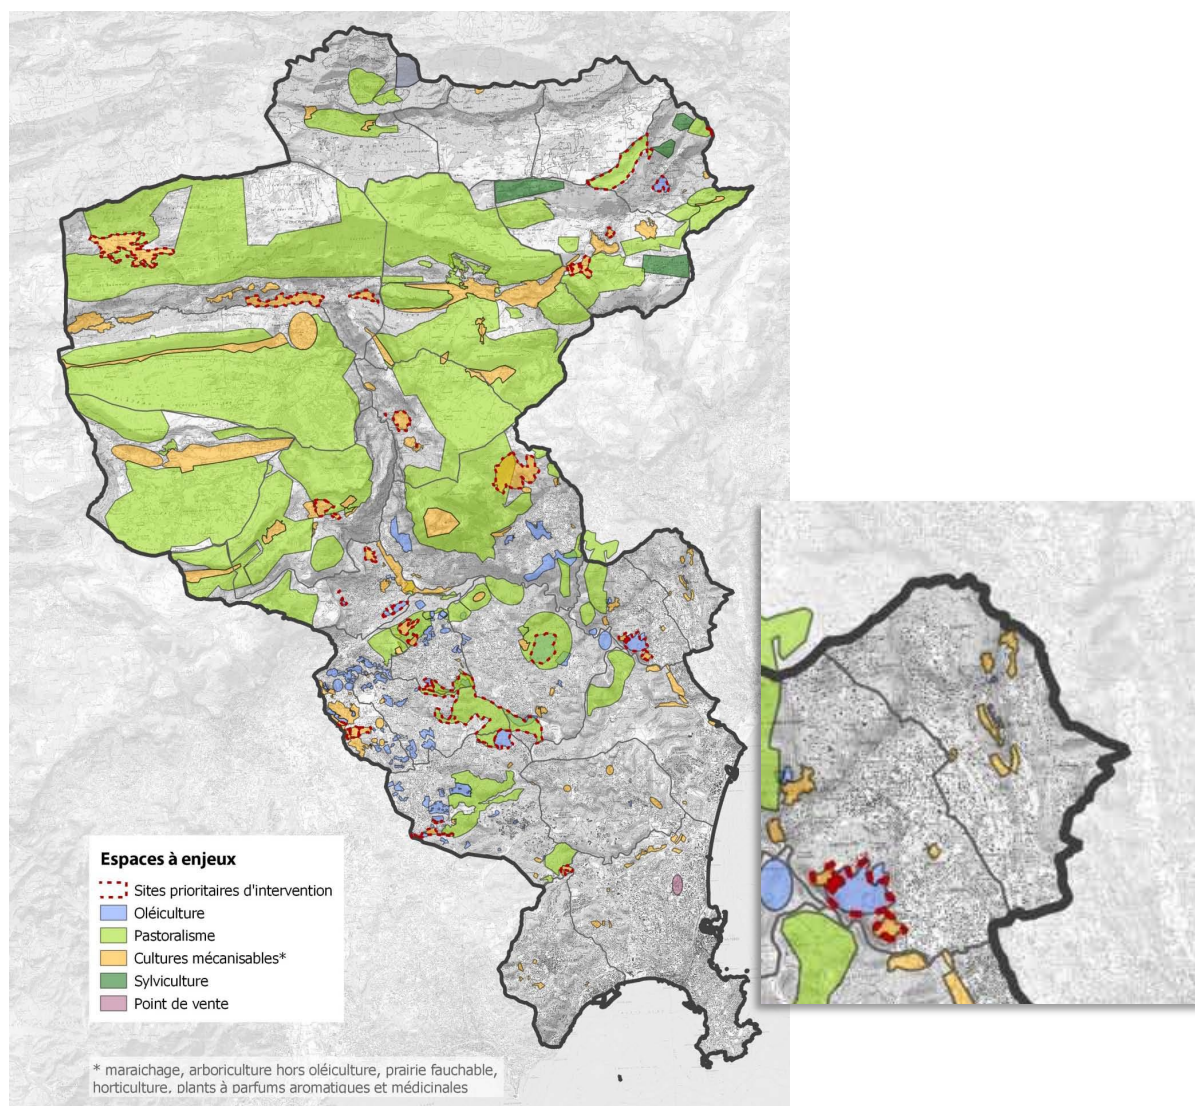 Espaces à enjeux
Sites prioritaires d'intervention
Oléiculture
Pastoralisme
Cultures mécanisables*
Sylviculture
Point de vente
* maraichage, arboriculture hors oléiculture, prairie fauchable,
horticulture, plants à parfums aromatiques et médicinales